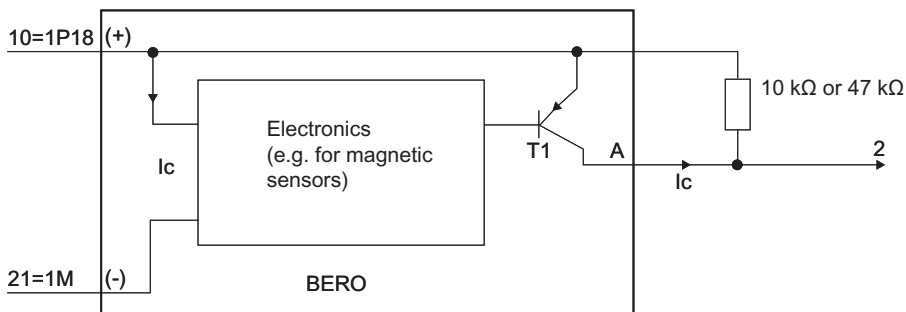 10=1P18 (+)
10 kΩ or 47 kΩ
Electronics
(e.g. for magnetic
sensors)
T1
A
2
Ic
Ic
21=1M (-)
BERO